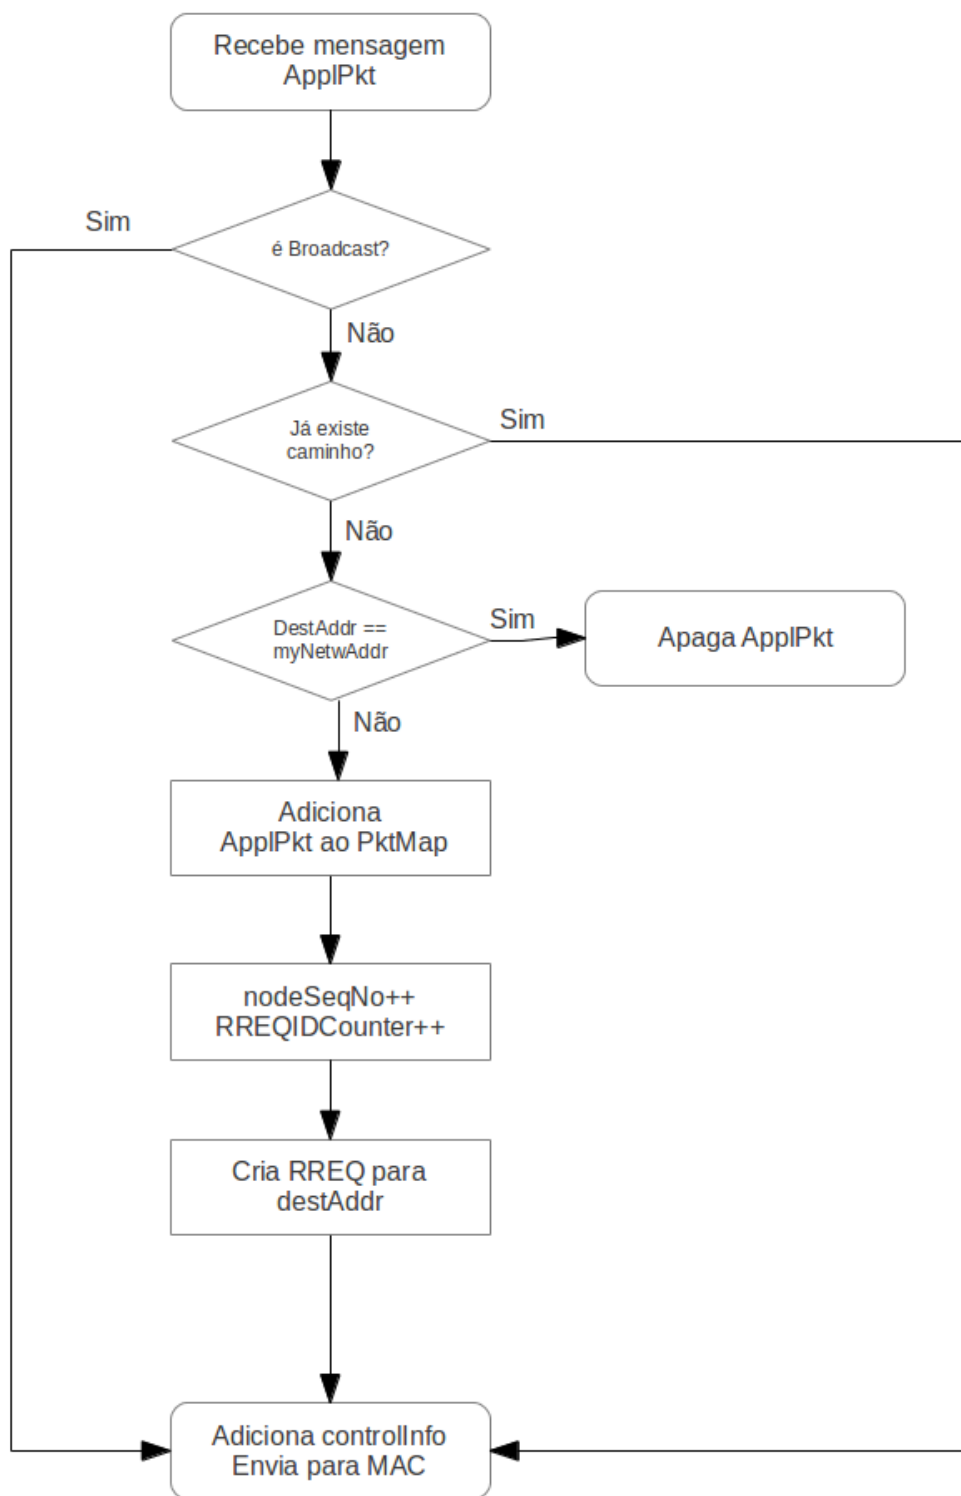 Recebe mensagem
ApplPkt
Sim
é Broadcast?
Não
Já existe
caminho?
Sim
Não
DestAddr ==
myNetwAddr
Sim
Apaga ApplPkt
Não
Adiciona
ApplPkt ao PktMap
nodeSeqNo++
RREQIDCounter++
Cria RREQ para
destAddr
Adiciona controlInfo
Envia para MAC